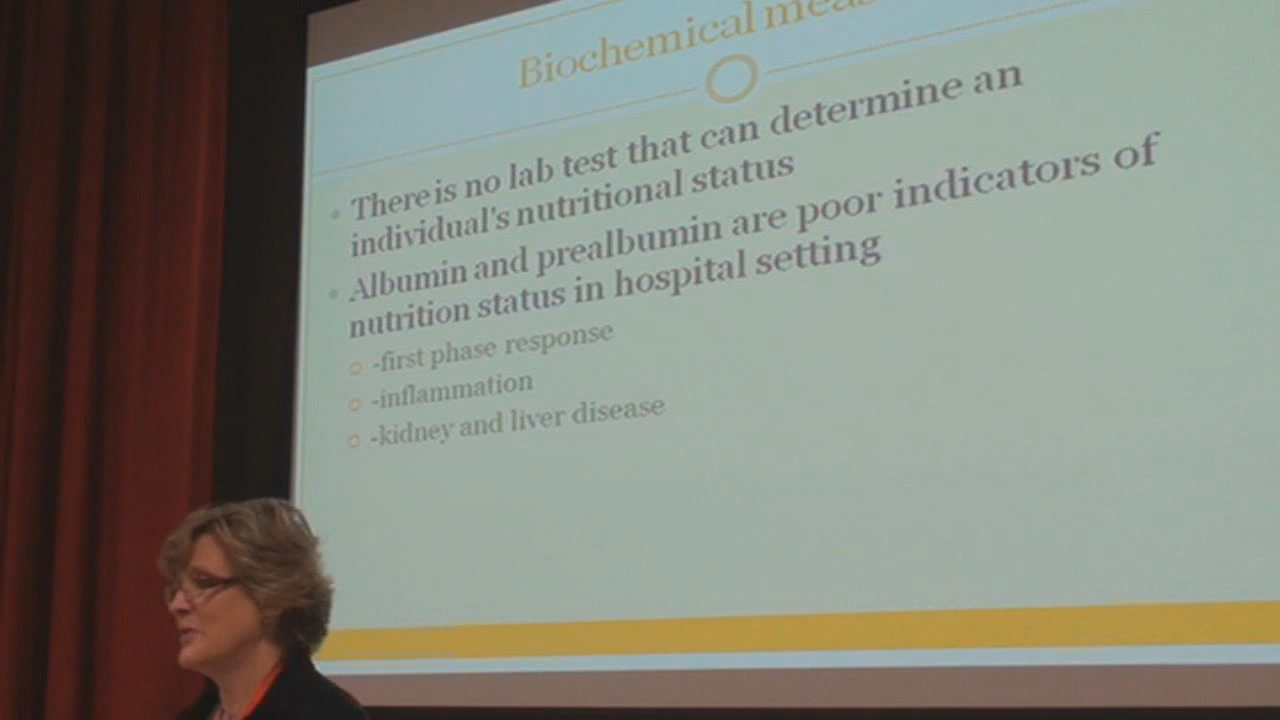 Biochemical
There is no lab test that can determine an
individual's nutritional status
Albumin and prealbumin are poor indicators of
nutrition status in hospital setting
-first phase response
-inflammation
-kidney and liver disease